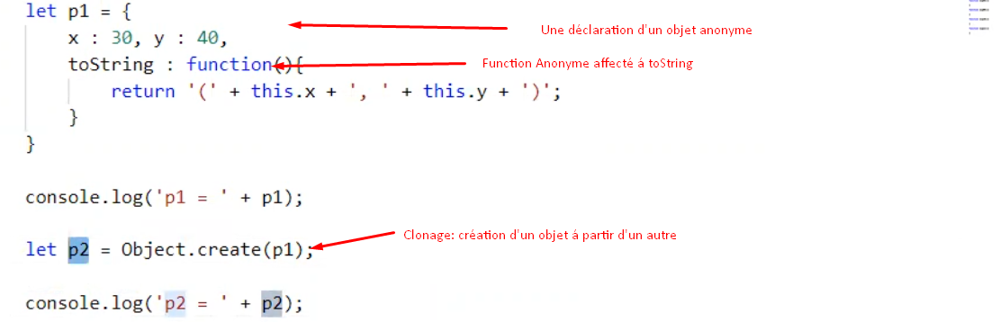 let p1 = {
x : 30, y : 40,
Une déclaration d'un objet anonyme
toString : function(){
Function Anonyme affecté á toString
return '(' + this.x + ', ' + this.y + ')';
}
}
console.log('p1 = ' + p1);
let p2 = Object.create(p1);
Clonage: création d'un objet á partir d'un autre
console.log('p2 = ' + p2);